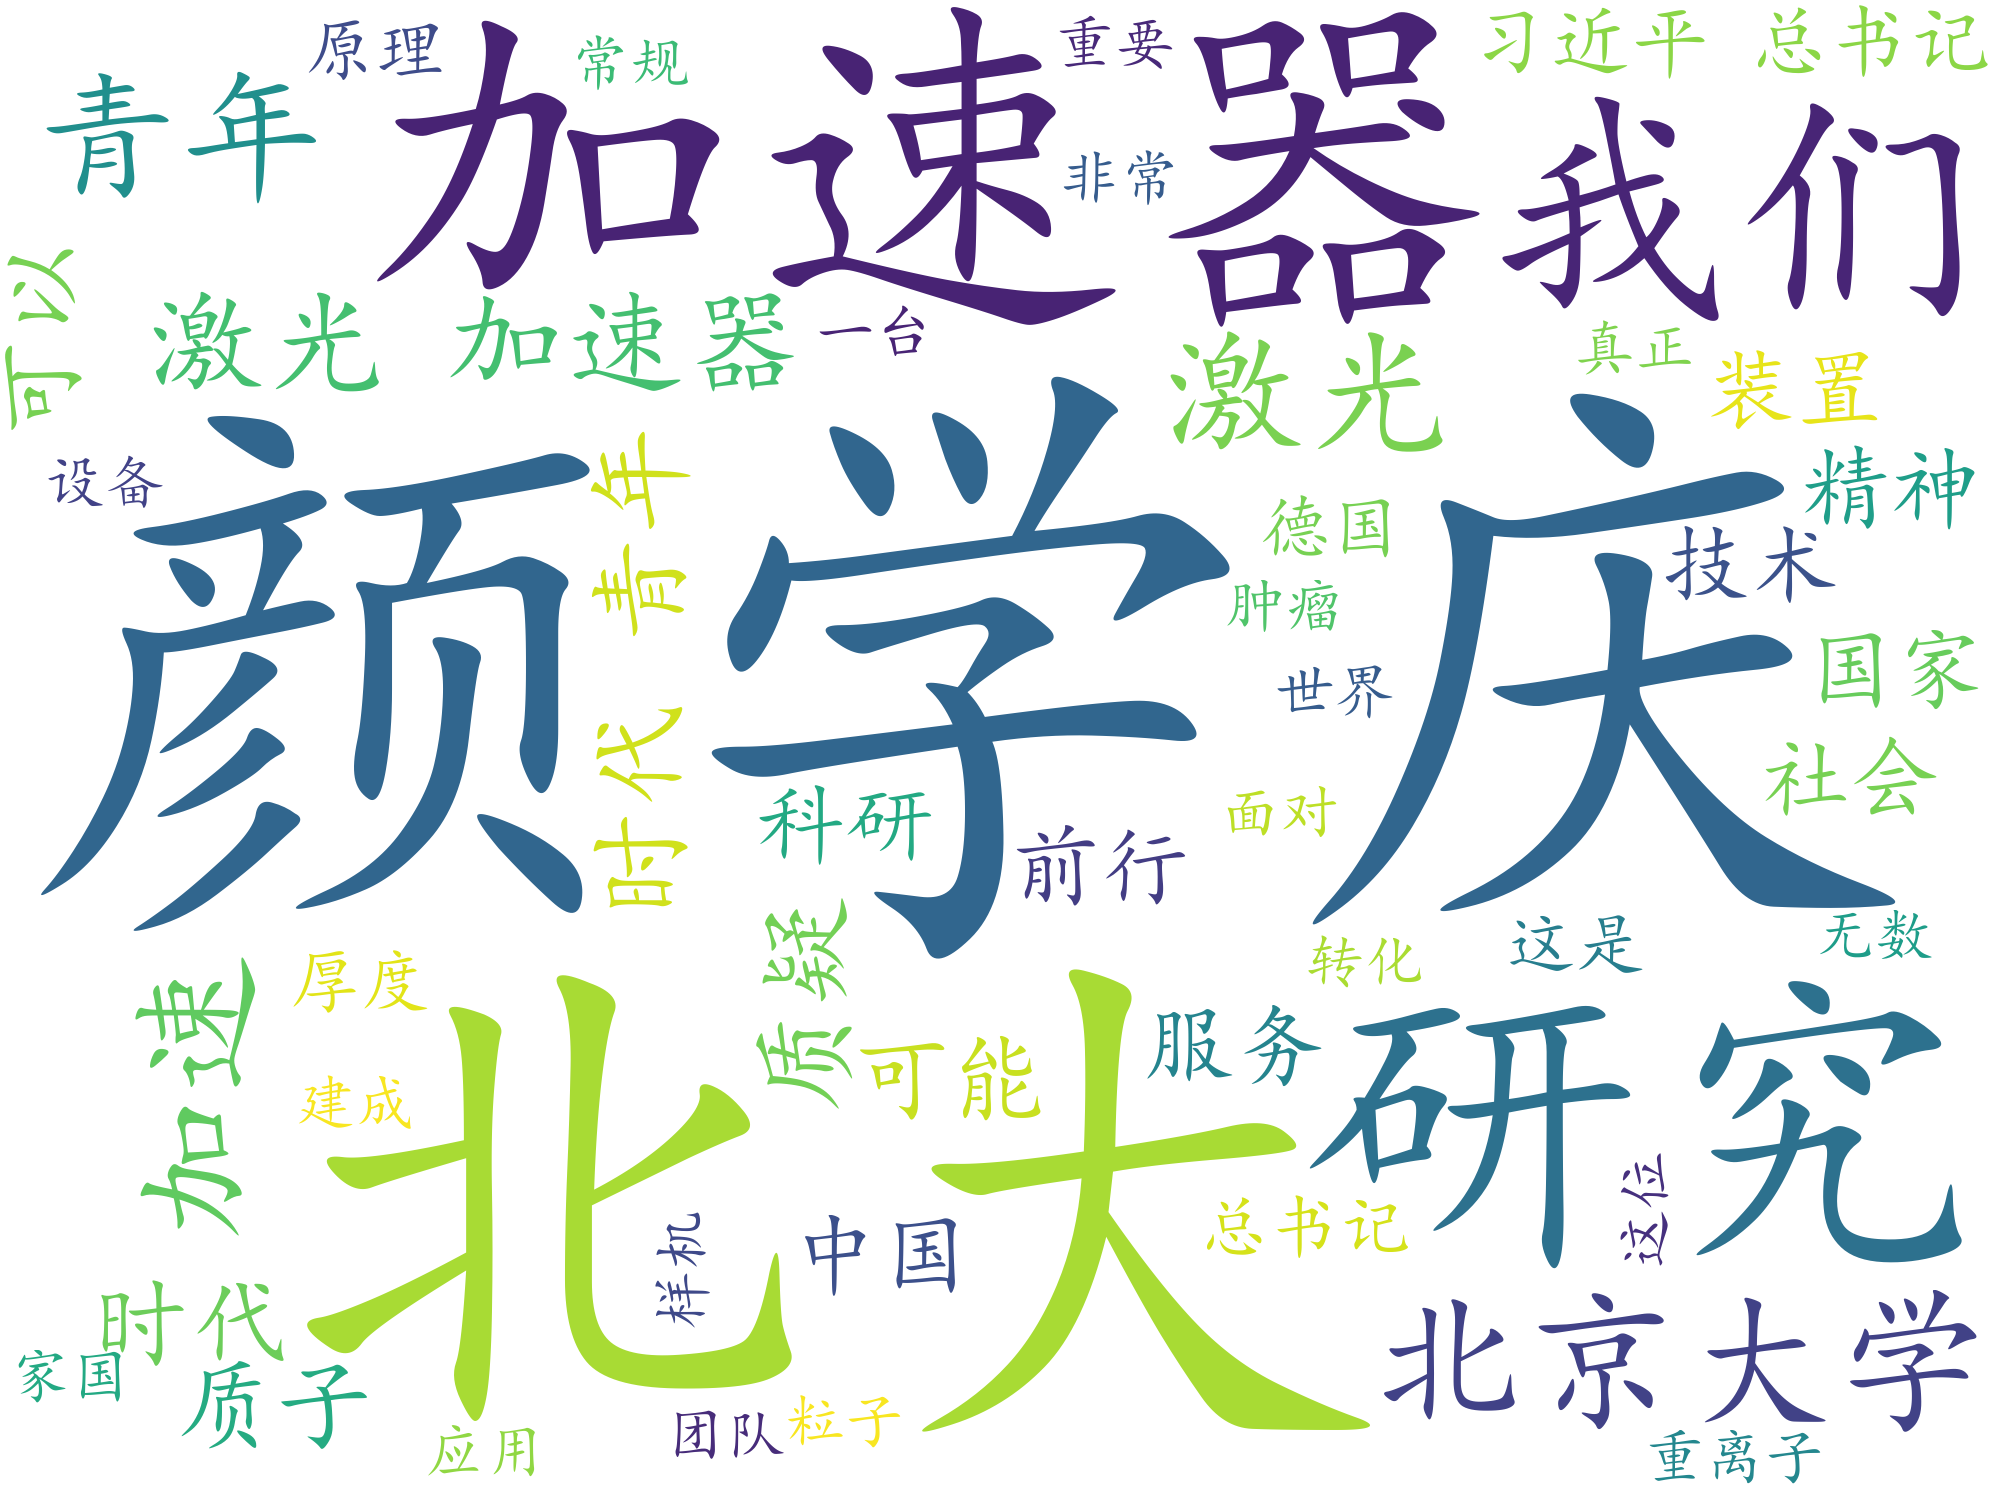 原理
常规
重要
习近平 总书记
青年
加速器
我们
非常
可以
激光 加速器
一台
激光
真正
装置
设备
颜学庆
时代 青年
精神
德国
技术
肿瘤
世界
国家
社会
科研
前行
面对
质疑
转化
这是
无数
加速
厚度
建成
北大
可能
服务
研究
样机
中国
总书记
这位
时代
家国
质子
应用
团队
粒子
北京大学
重离子